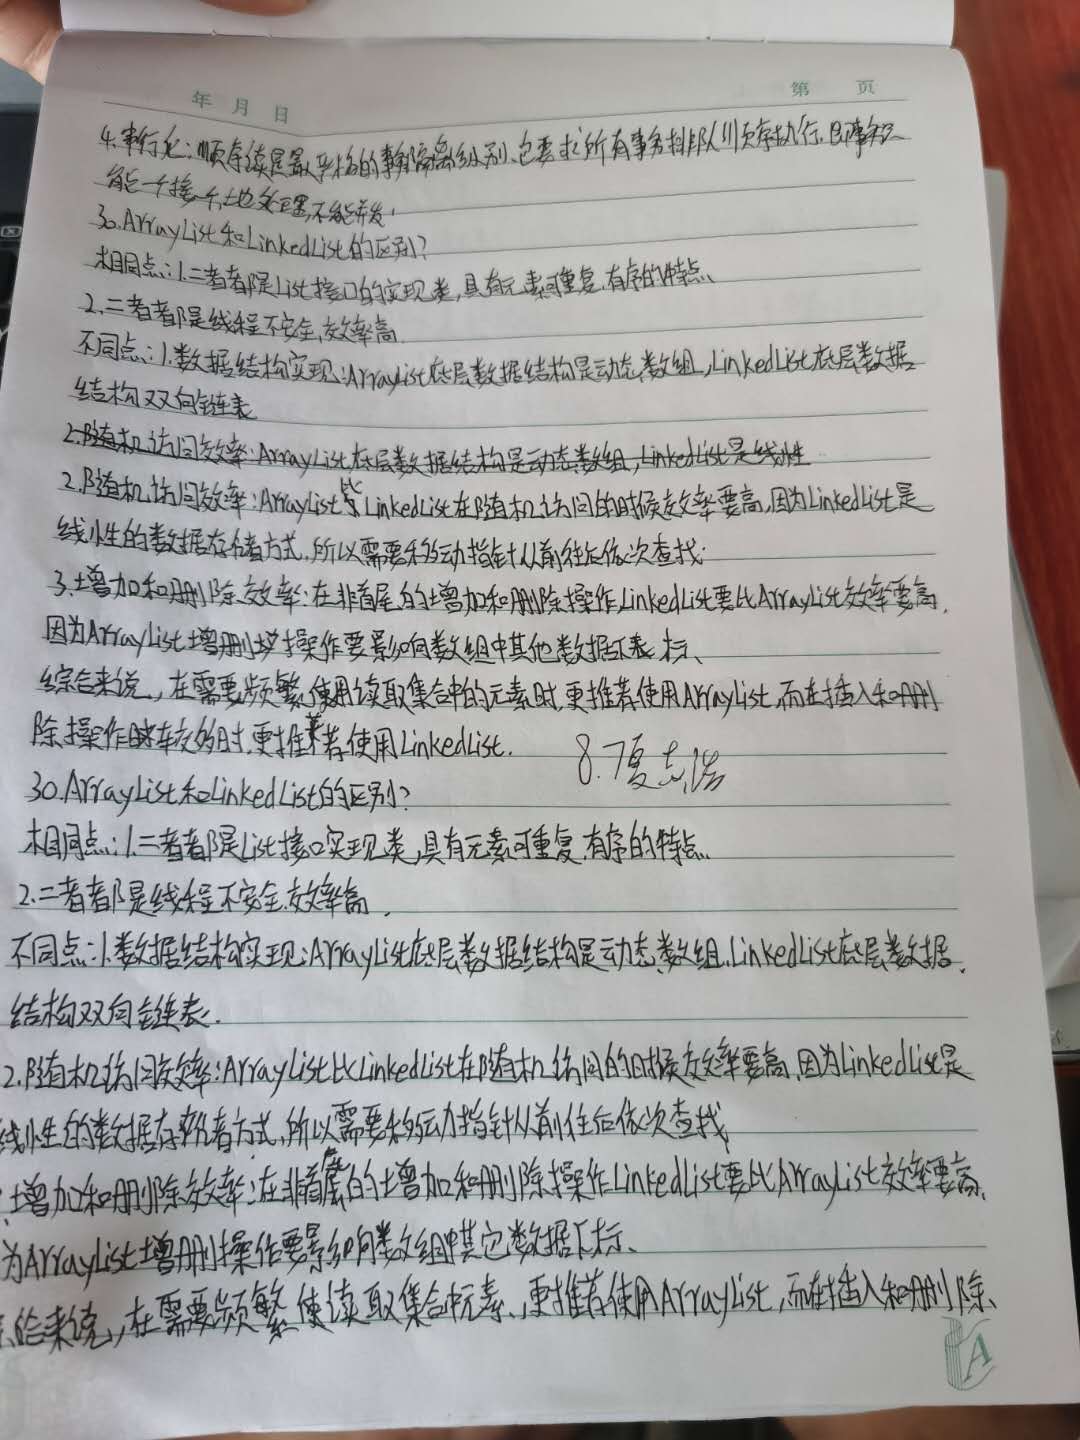 年 月 日
第 页
4.串行化:顺序读是最严格的事务隔离级别、它要求所有事务排队顺序执行、即事务只
能一个接一个地处理,不能并发.
30.ArrayList和LinkedList的区别?
相同点:1.二者都是List接口的实现类,具有元素可重复.有序的特点、
2.二者都是线程不安全,效率高.
不同点:1.数据结构实现:ArrayList底层数据结构是动态数组,LinkedList底层数据
结构双向链表
2.随机访问效率:ArrayList底层数据结构是动态数组,LinkedList是线性
2.随机访问效率:ArrayList比LinkedList在随机访问的时候效率要高,因为LinkedList是
线性的数据存储方式.所以需要移动指针从前往后依次查找.
3.增加和删除效率:在非首尾的增加和删除操作LinkedList要比ArrayList效率要高.
因为ArrayList增删操作要影响数组中其他数据下标、
综合来说,在需要频繁使用读取集合中的元素时.更推荐使用ArrayList,而在插入和删
除操作较多时,更推荐使用LinkedList.
8.7夏志浩
30.ArrayList和LinkedList的区别?
相同点:1.二者都是List接口实现类,具有元素可重复.有序的特点.
2.二者都是线程不安全.效率高.
不同点:1.数据结构实现:ArrayList底层数据结构是动态数组.LinkedList底层数据.
结构双向链表.
2.随机访问效率:ArrayList比LinkedList在随机访问的时候效率要高.因为LinkedList是
线性的数据存储方式,所以需要移动指针从前往后依次查找
增加和删除效率:在非首尾的增加和删除操作LinkedList要比ArrayList效率要高.
为ArrayList增删操作要影响数组中其它数据下标、
来说,在需要频繁使读取集合中元素.,更推荐使用ArrayList,而在插入和删除、
A